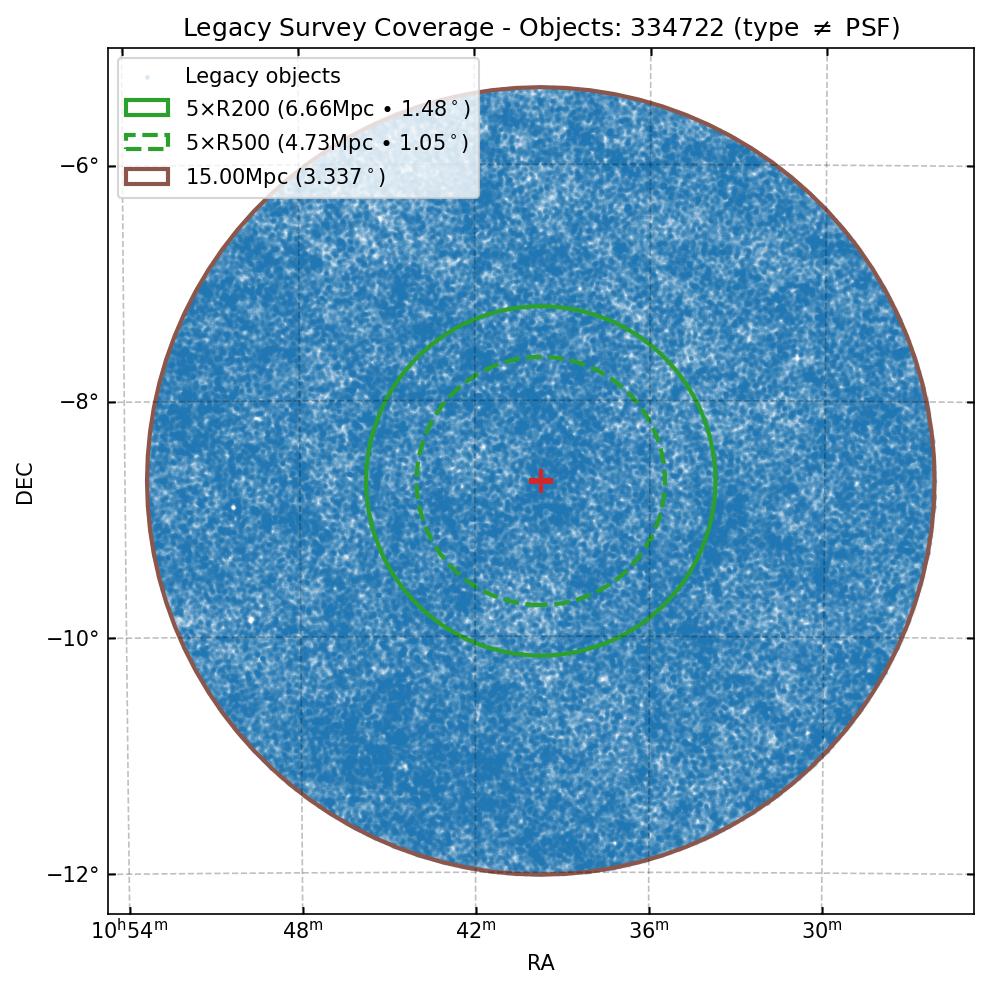 Legacy Survey Coverage - Objects: 334722 (type ≠ PSF)
Legacy objects
5×R200 (6.66Mpc • 1.48°)
5×R500 (4.73Mpc • 1.05°)
15.00Mpc (3.337°)
−6°
−8°
−10°
−12°
DEC
10ʰ54ᵐ 48ᵐ 42ᵐ 36ᵐ 30ᵐ
RA